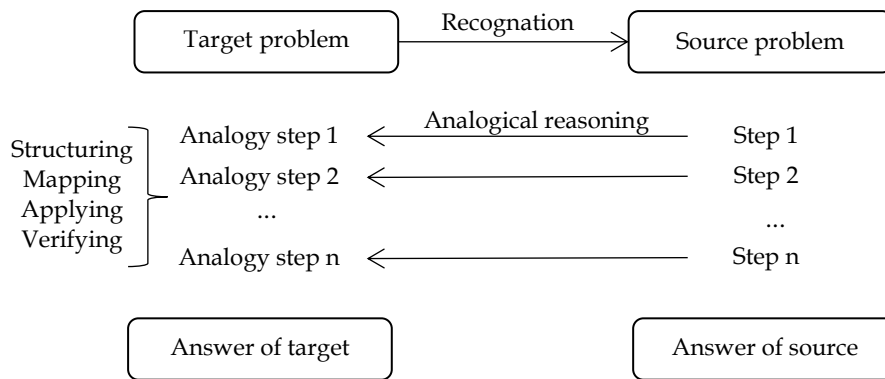 Target problem
Recognation
Source problem
Structuring
Mapping
Applying
Verifying
Analogy step 1
Analogical reasoning
Step 1
Analogy step 2
Step 2
...
...
Analogy step n
Step n
Answer of target
Answer of source